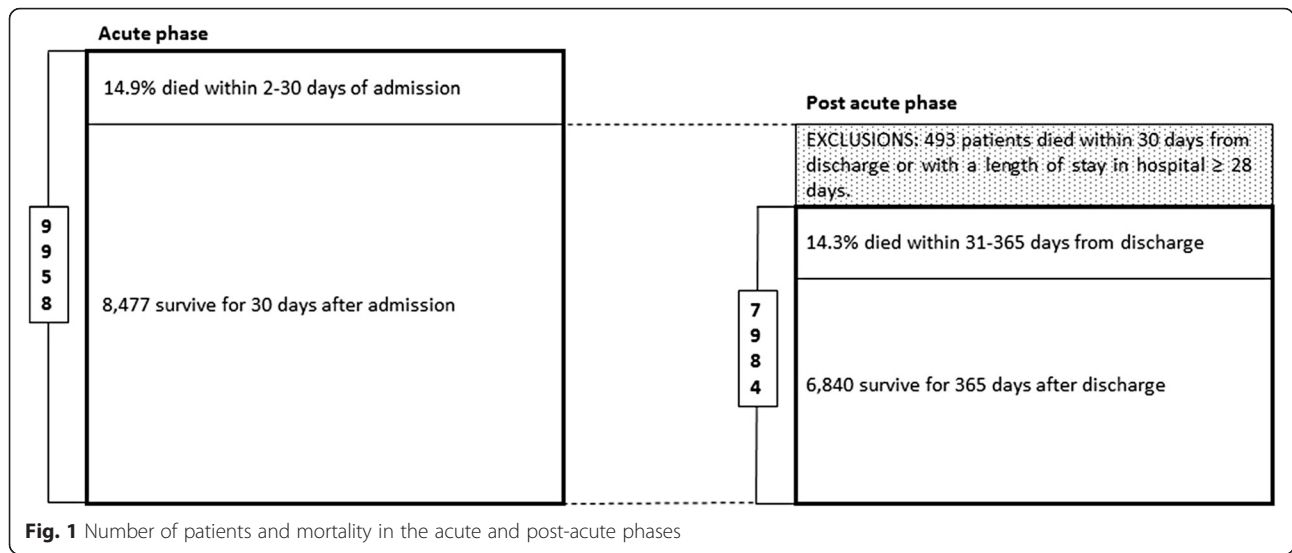 Acute phase
14.9% died within 2-30 days of admission
9
9
5
8
8,477 survive for 30 days after admission
Post acute phase
EXCLUSIONS: 493 patients died within 30 days from
discharge or with a length of stay in hospital ≥ 28
days.
14.3% died within 31-365 days from discharge
7
9
8
4
6,840 survive for 365 days after discharge
Fig. 1 Number of patients and mortality in the acute and post-acute phases